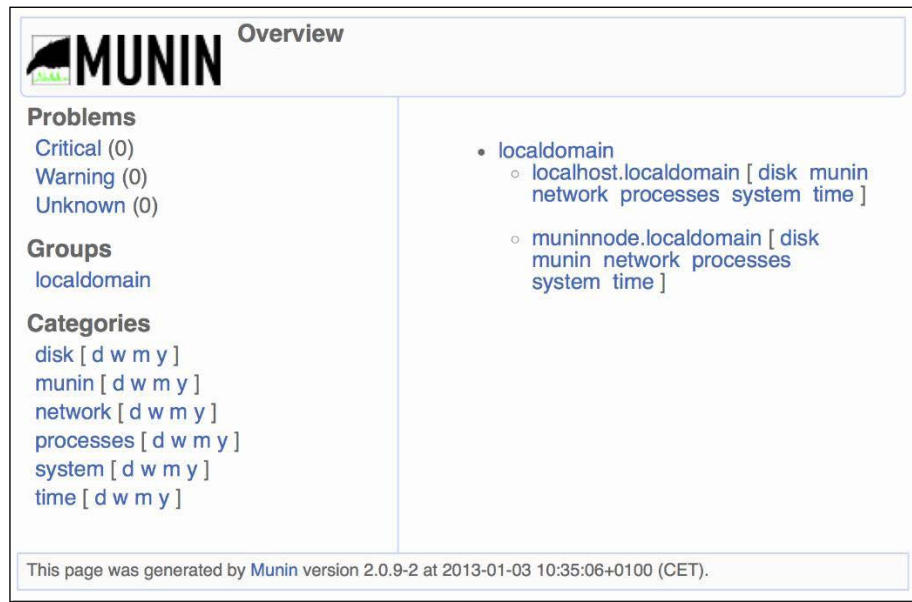 MUNIN
Overview
Problems
Critical (0)
Warning (0)
Unknown (0)
Groups
localdomain
Categories
disk [ d w m y ]
munin [ d w m y ]
network [ d w m y ]
processes [ d w m y ]
system [ d w m y ]
time [ d w m y ]
• localdomain
○ localhost.localdomain [ disk munin
network processes system time ]
○ muninnode.localdomain [ disk
munin network processes
system time ]
This page was generated by Munin version 2.0.9-2 at 2013-01-03 10:35:06+0100 (CET).